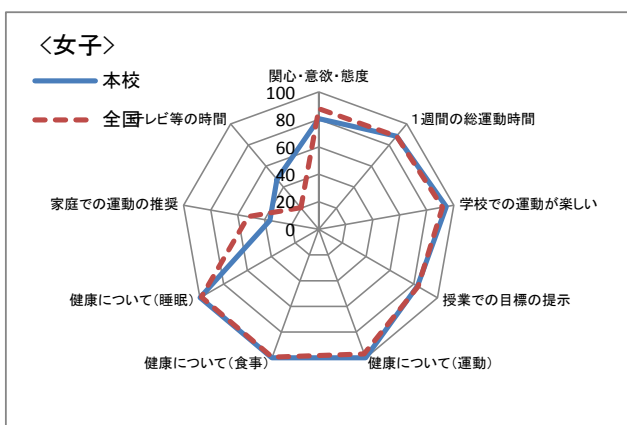 <女子>
本校
全国
関心・意欲・態度
1週間の総運動時間
学校での運動が楽しい
授業での目標の提示
健康について(運動)
健康について(食事)
健康について(睡眠)
家庭での運動の推奨
テレビ等の時間
100
80
60
40
20
0